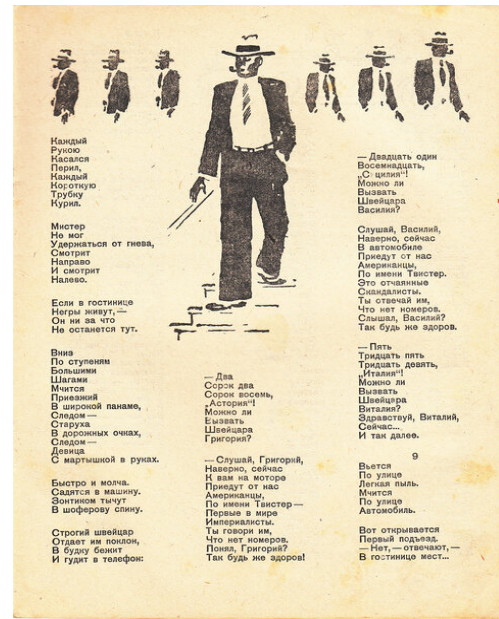 Каждый
Рукою
Касался
Перил,
Каждый
Короткую
Трубку
Курил.
Мистер
Не мог
Удержаться от гнева,
Смотрит
Направо
И смотрит
Налево.
Если в гостинице
Негры живут, —
Он ни за что
Не останется тут.
Вниз
По ступеням
Большими
Шагами
Мчится
Приезжий
В широкой панаме,
Следом —
Старуха
В дорожных очках,
Следом —
Девица
С мартышкой в руках.
Быстро и молча.
Садятся в машину.
Зонтиком тычут
В шоферову спину.
Строгий швейцар
Отдает им поклон,
В будку бежит
И гудит в телефон:
— Два
Сорок два
Сорок восемь,
„Астория“!
Можно ли
Вызвать
Швейцара
Григория?
— Слушай, Григорий,
Наверно, сейчас
К вам на моторе
Приедут от нас
Американцы,
По имени Твистер —
Первые в мире
Империалисты.
Ты говори им,
Что нет номеров.
Понял, Григорий?
Так будь же здоров!
— Двадцать один
Восемнадцать,
„Сицилия“!
Можно ли
Вызвать
Швейцара
Василия?
Слушай, Василий,
Наверно, сейчас
В автомобиле
Приедут от нас
Американцы,
По имени Твистер.
Это отчаянные
Скандалисты.
Ты отвечай им,
Что нет номеров.
Слышал, Василий?
Так будь же здоров.
— Пять
Тридцать пять
Тридцать девять,
„Италия“!
Можно ли
Вызвать
Швейцара
Виталия?
Здравствуй, Виталий,
Сейчас...
И так далее.
9
Вьется
По улице
Легкая пыль.
Мчится
По улице
Автомобиль.
Вот открывается
Первый подъезд.
— Нет, — отвечают, —
В гостинице мест...